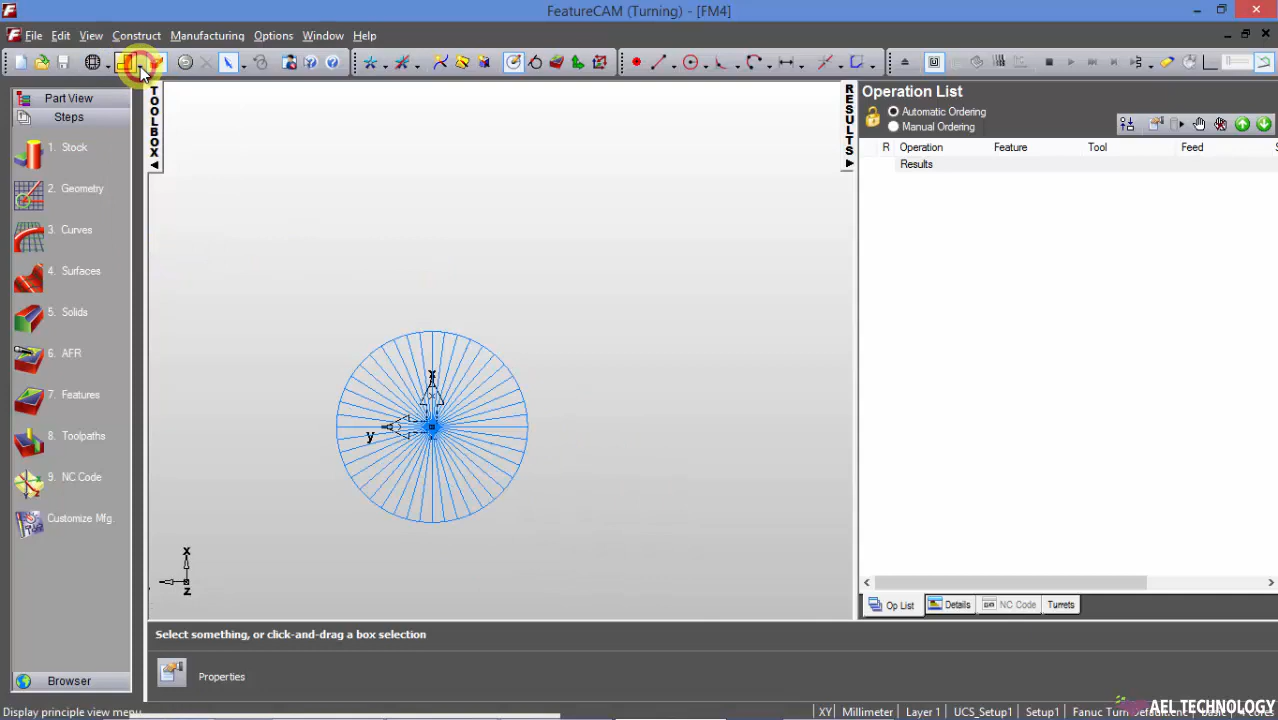 FeatureCAM (Turning) - [FM4]
File Edit View Construct Manufacturing Options Window Help
Part View
Steps
1. Stock
2. Geometry
3. Curves
4. Surfaces
5. Solids
6. AFR
7. Features
8. Toolpaths
9. NC Code
Customize Mfg.
Browser
TOOLBOX
RESULTS
x
y
x
z
Operation List
Automatic Ordering
Manual Ordering
R Operation Feature Tool Feed S
Results
Op List Details NC Code Turrets
Select something, or click-and-drag a box selection
Properties
AEL TECHNOLOGY
Display principle view menu
XY Millimeter Layer 1 UCS_Setup1 Setup1